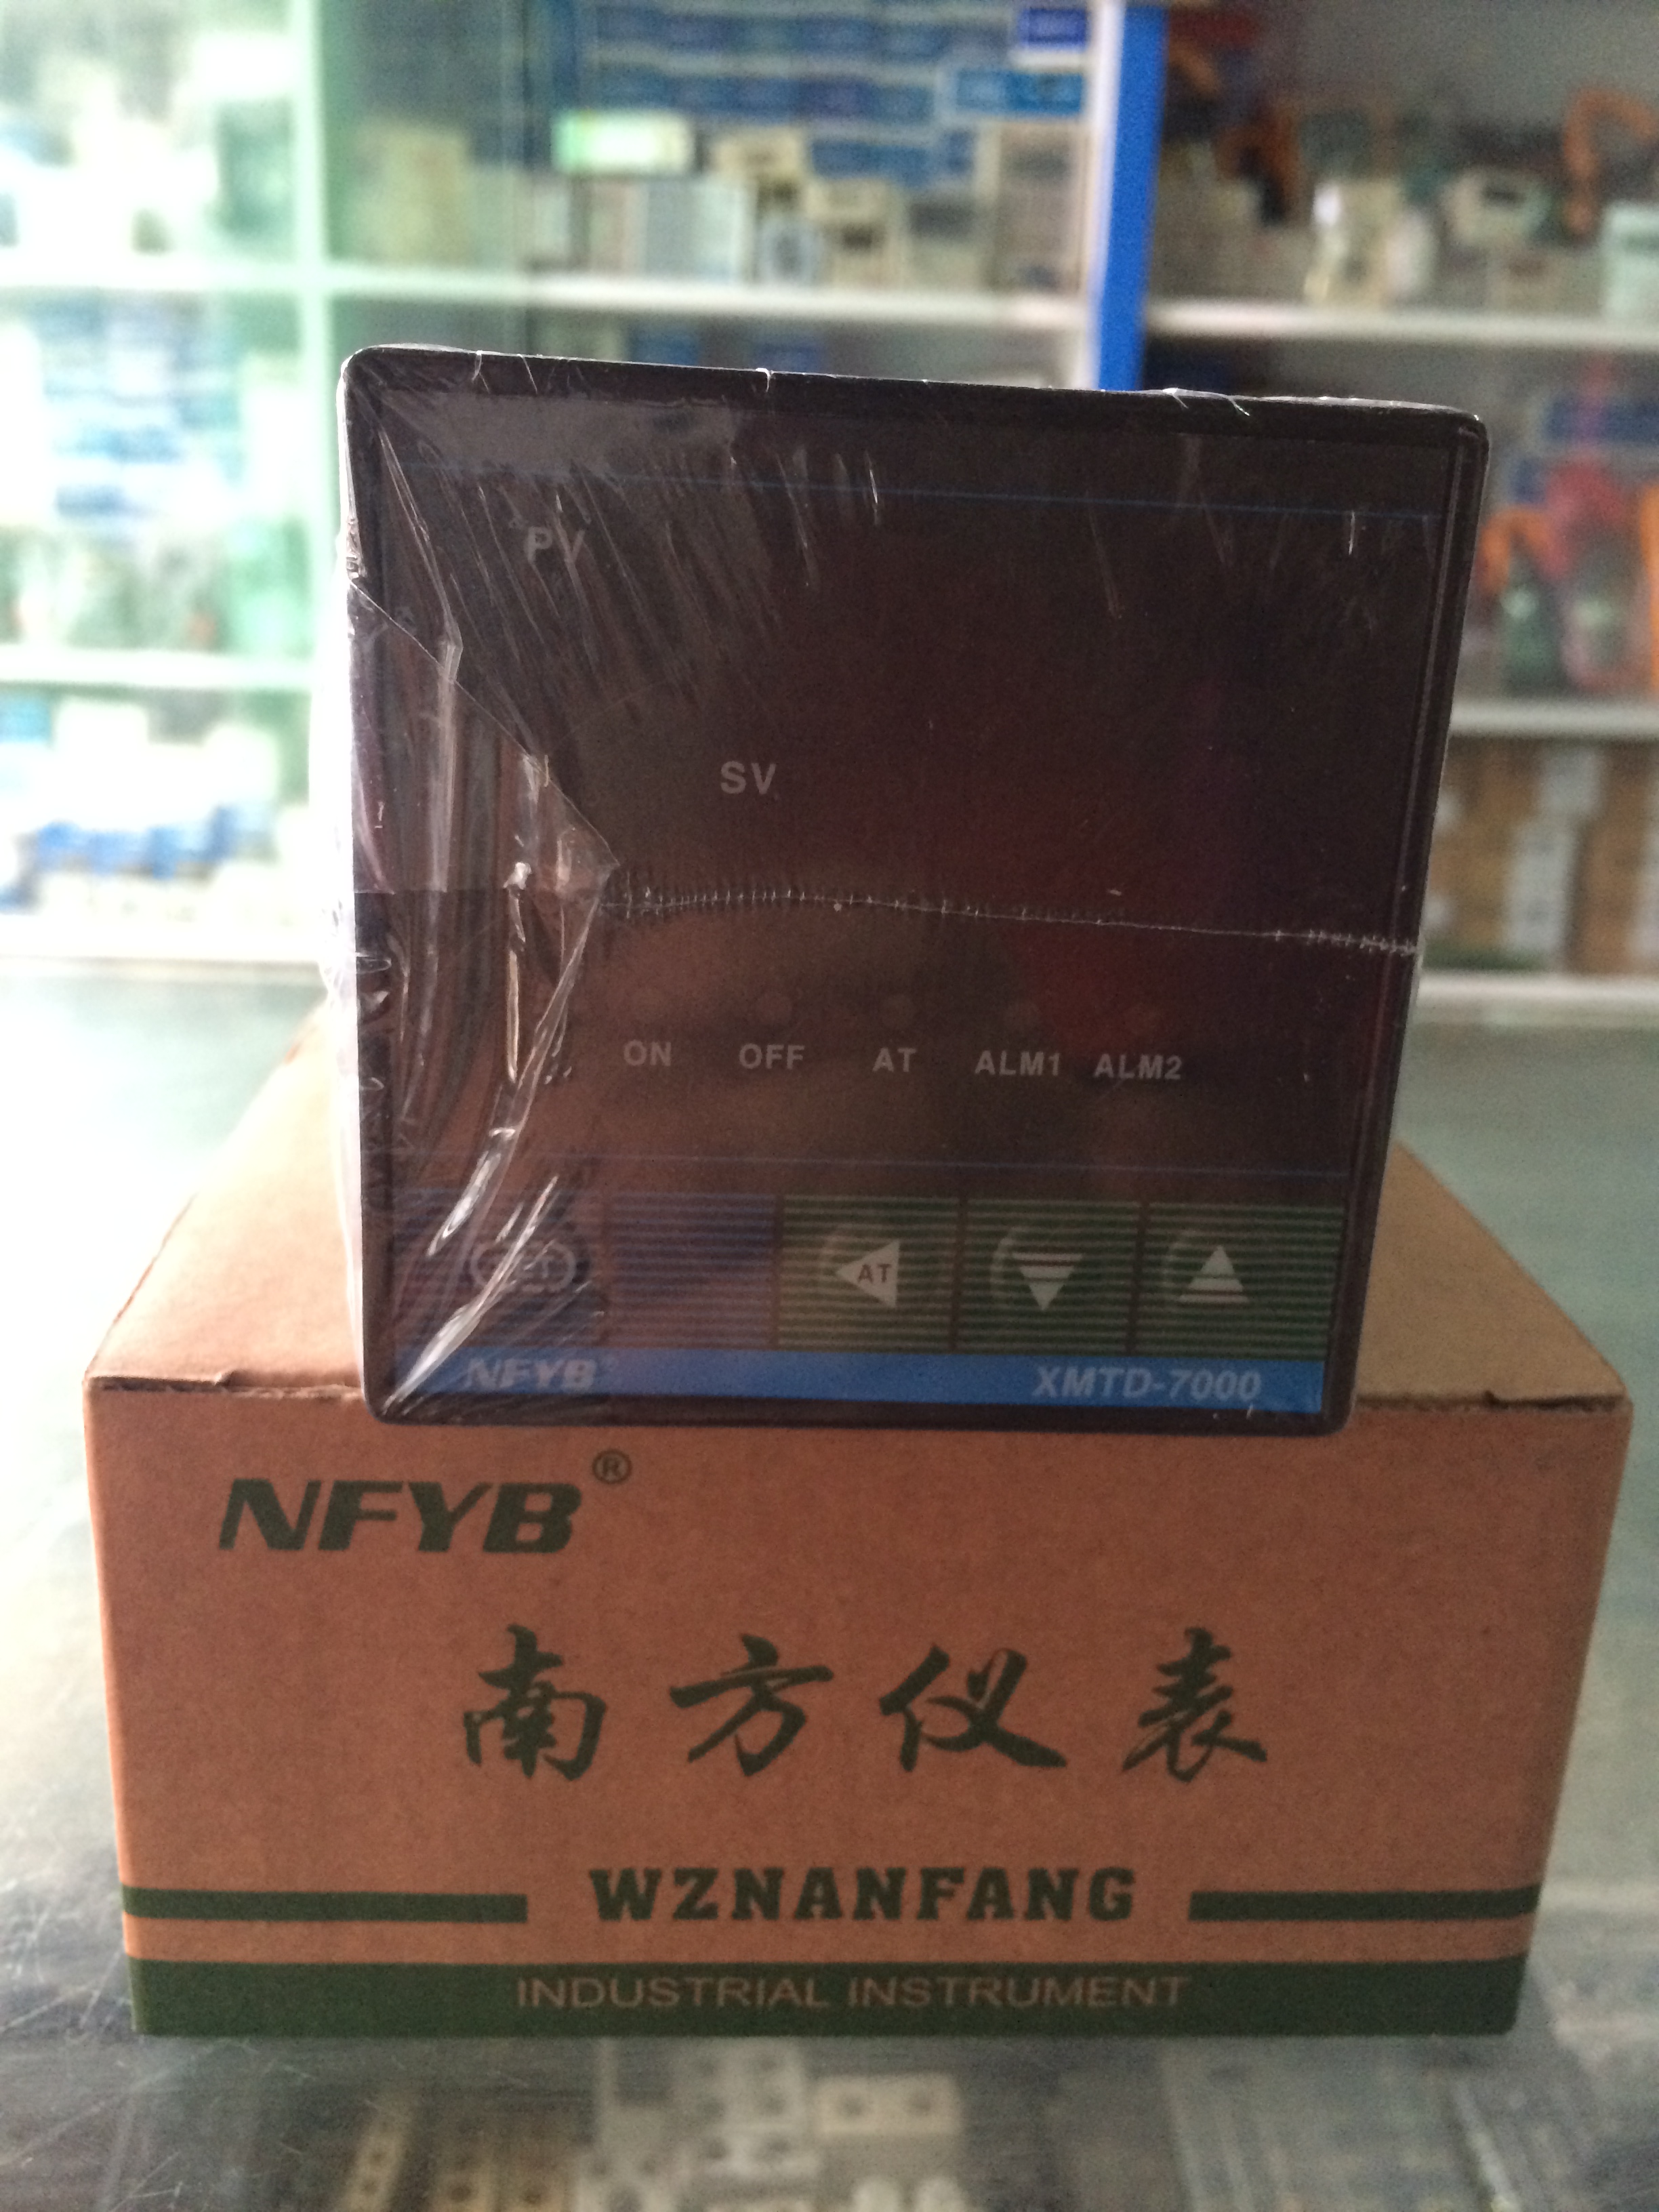 PV
SV
ON OFF AT ALM1 ALM2
AT
NFYB XMTD-7000
NFYB®
南方仪表
WZNANFANG
INDUSTRIAL INSTRUMENT